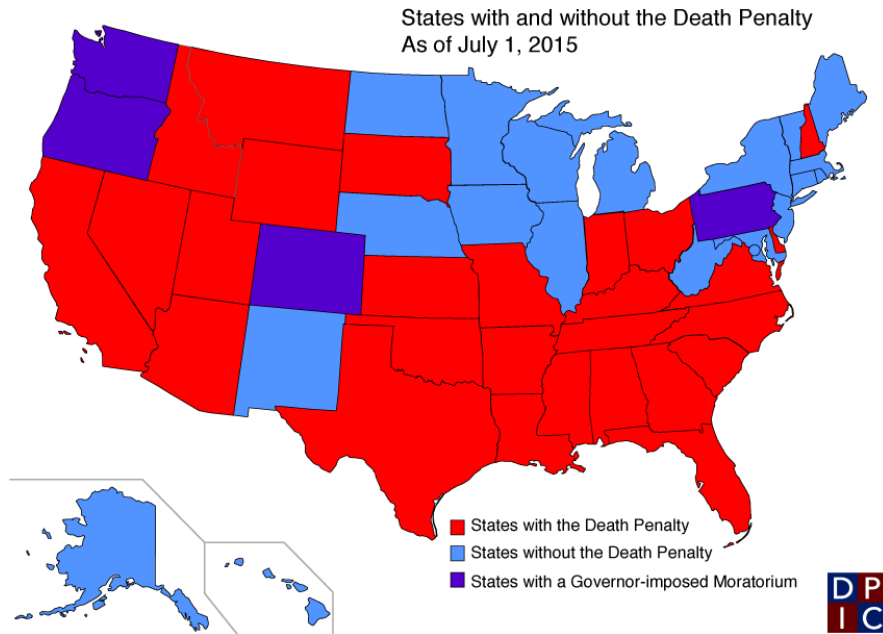 States with and without the Death Penalty
As of July 1, 2015
States with the Death Penalty
States without the Death Penalty
States with a Governor-imposed Moratorium
D P
I C